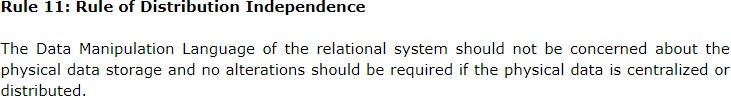 Rule 11: Rule of Distribution Independence
The Data Manipulation Language of the relational system should not be concerned about the
physical data storage and no alterations should be required if the physical data is centralized or
distributed.